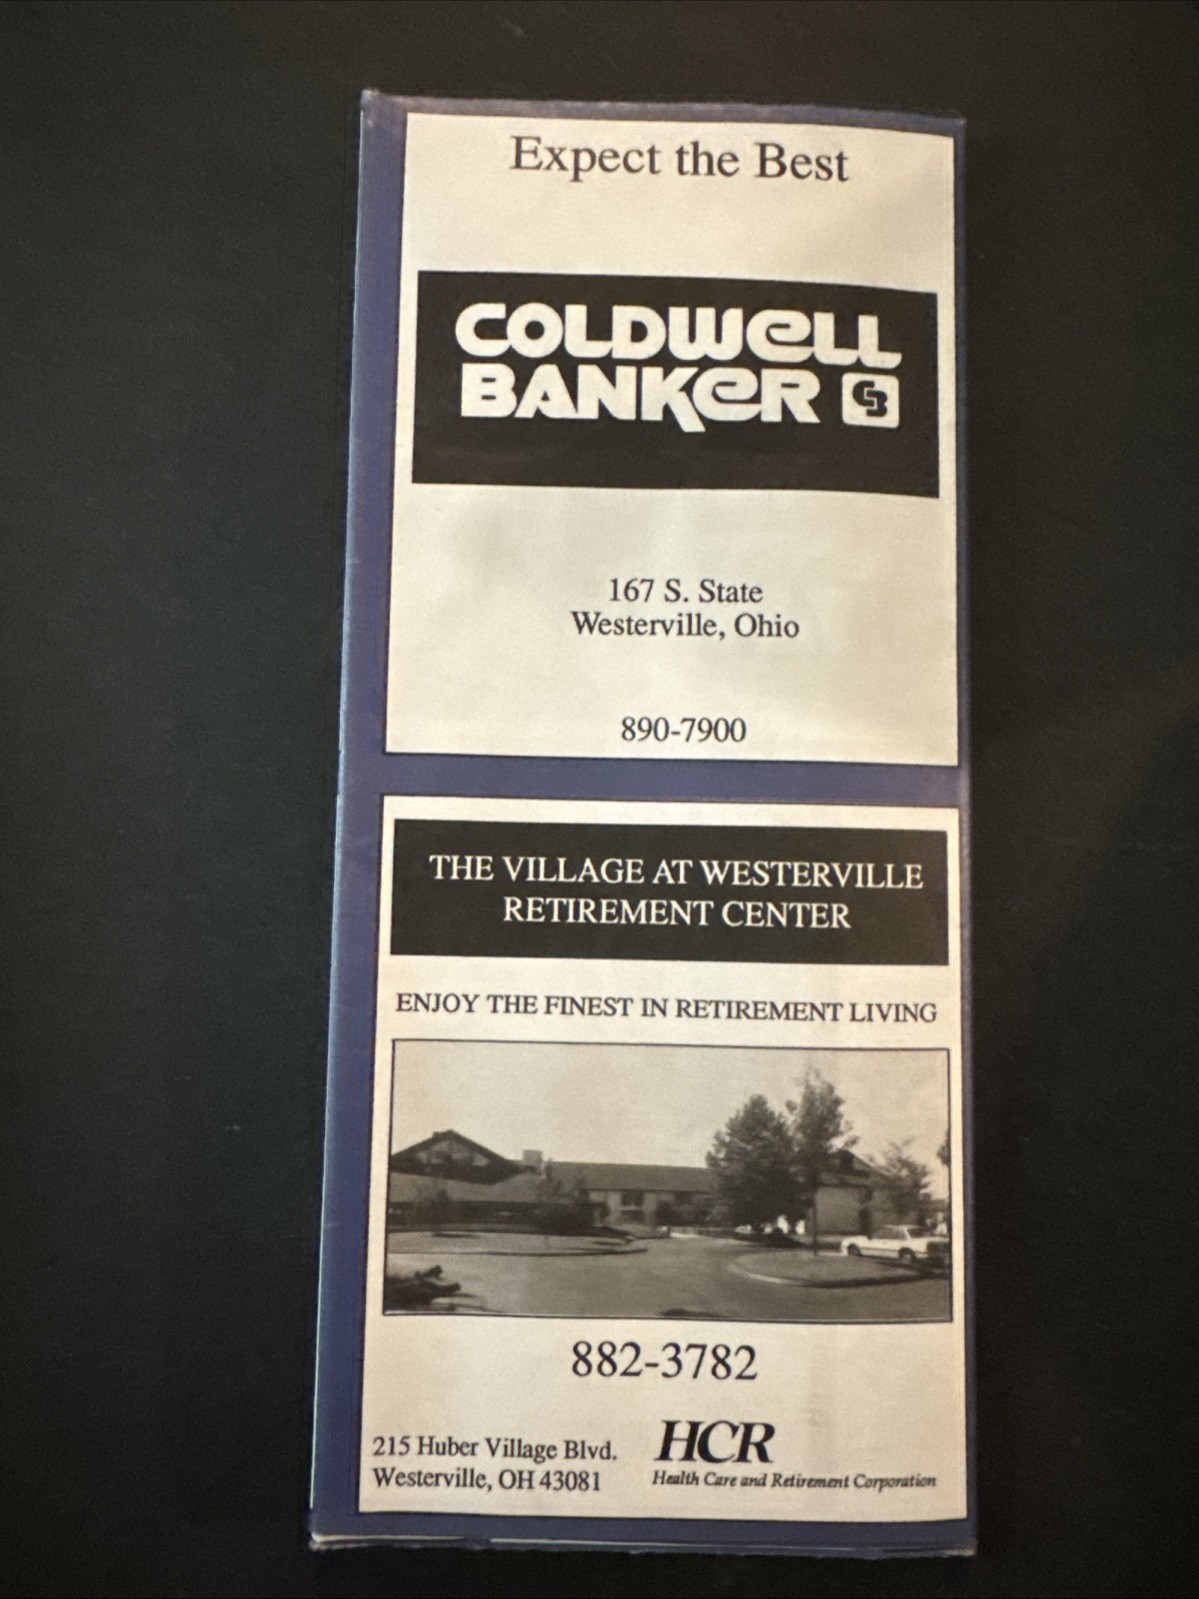 Expect the Best
COLDWELL
BANKER CB
167 S. State
Westerville, Ohio
890-7900
THE VILLAGE AT WESTERVILLE
RETIREMENT CENTER
ENJOY THE FINEST IN RETIREMENT LIVING
882-3782
215 Huber Village Blvd.
Westerville, OH 43081
HCR
Health Care and Retirement Corporation